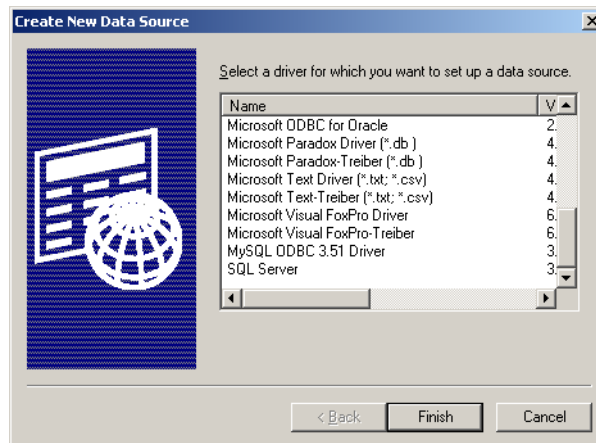 Create New Data Source
Select a driver for which you want to set up a data source.
Name V
Microsoft ODBC for Oracle 2.
Microsoft Paradox Driver (*.db ) 4.
Microsoft Paradox-Treiber (*.db ) 4.
Microsoft Text Driver (*.txt; *.csv) 4.
Microsoft Text-Treiber (*.txt; *.csv) 4.
Microsoft Visual FoxPro Driver 6.
Microsoft Visual FoxPro-Treiber 6.
MySQL ODBC 3.51 Driver 3.
SQL Server 3.
< Back Finish Cancel